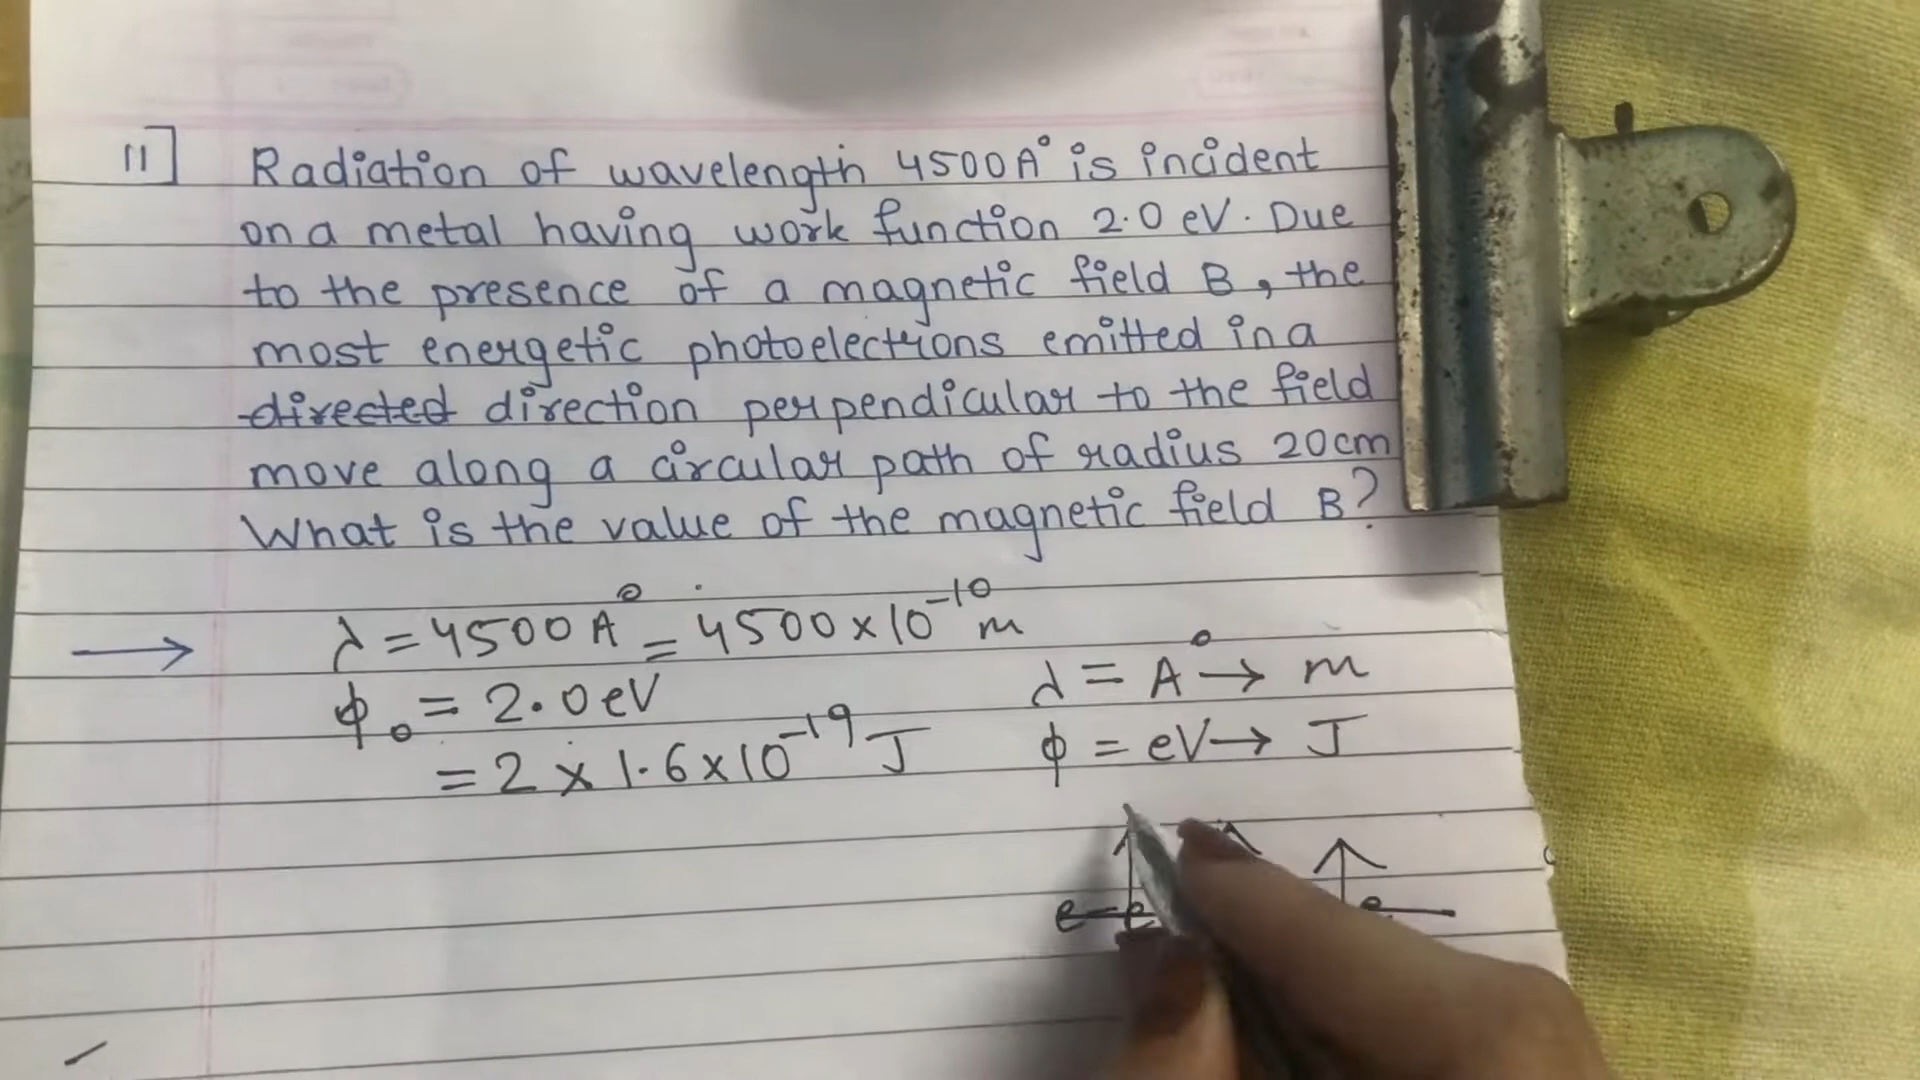 11] Radiation of wavelength 4500A° is incident
on a metal having work function 2.0 eV. Due
to the presence of a magnetic field B, the
most energetic photoelectrons emitted in a
directed direction perpendicular to the field
move along a circular path of radius 20cm
What is the value of the magnetic field B?
→ λ = 4500 A° = 4500 × 10⁻¹⁰ m
λ = A° → m
ϕ₀ = 2.0 eV
ϕ = eV → J
= 2 × 1.6 × 10⁻¹⁹ J
e e e